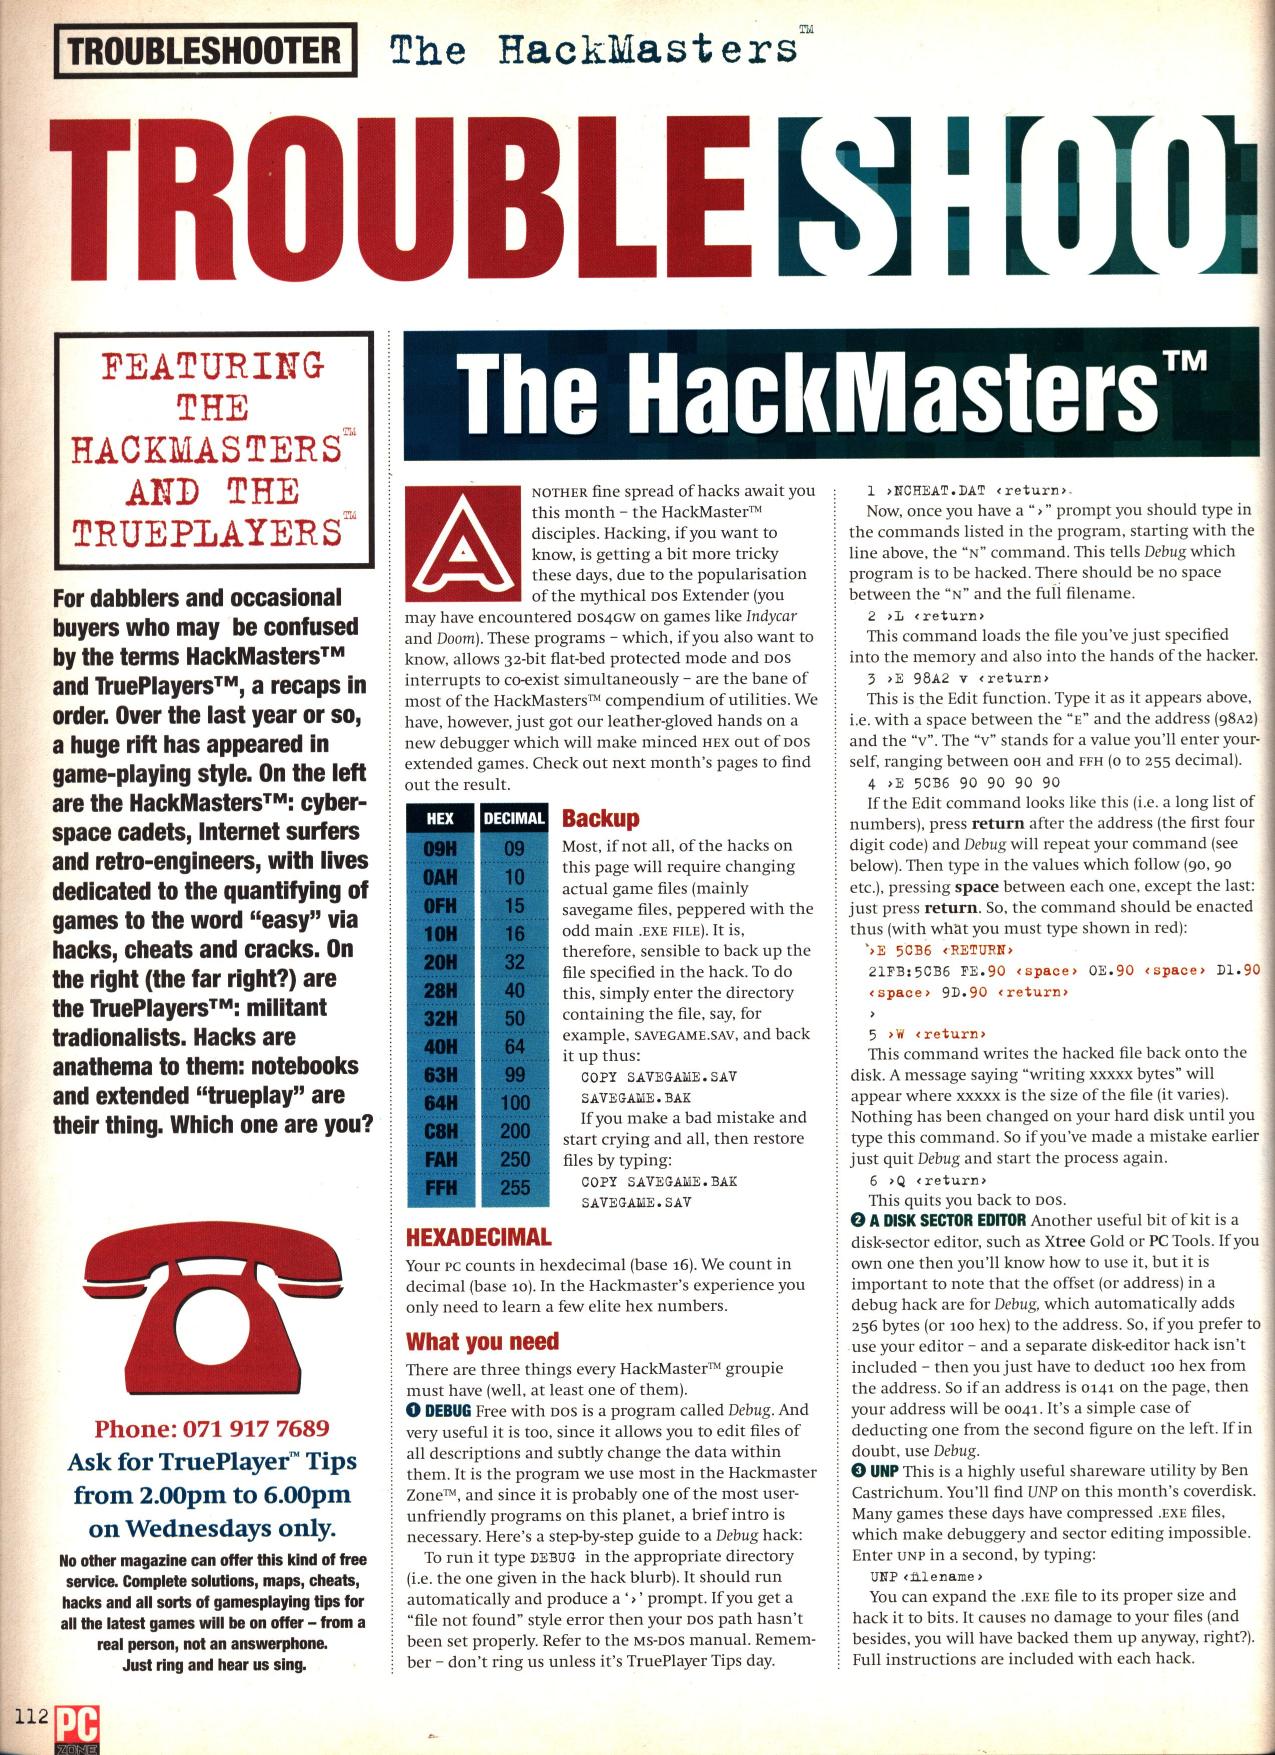 TROUBLESHOOTER
The HackMasters™
TROUBLESHOO
FEATURING
THE
HACKMASTERS™
AND THE
TRUEPLAYERS™
For dabblers and occasional
buyers who may be confused
by the terms HackMasters™
and TruePlayers™, a recaps in
order. Over the last year or so,
a huge rift has appeared in
game-playing style. On the left
are the HackMasters™: cyber-
space cadets, Internet surfers
and retro-engineers, with lives
dedicated to the quantifying of
games to the word “easy” via
hacks, cheats and cracks. On
the right (the far right?) are
the TruePlayers™: militant
tradionalists. Hacks are
anathema to them: notebooks
and extended “trueplay” are
their thing. Which one are you?
Phone: 071 917 7689
Ask for TruePlayer™ Tips
from 2.00pm to 6.00pm
on Wednesdays only.
No other magazine can offer this kind of free
service. Complete solutions, maps, cheats,
hacks and all sorts of gamesplaying tips for
all the latest games will be on offer – from a
real person, not an answerphone.
Just ring and hear us sing.
The HackMasters™
ANOTHER fine spread of hacks await you
this month – the HackMaster™
disciples. Hacking, if you want to
know, is getting a bit more tricky
these days, due to the popularisation
of the mythical DOS Extender (you
may have encountered DOS4GW on games like Indycar
and Doom). These programs – which, if you also want to
know, allows 32-bit flat-bed protected mode and DOS
interrupts to co-exist simultaneously – are the bane of
most of the HackMasters™ compendium of utilities. We
have, however, just got our leather-gloved hands on a
new debugger which will make minced HEX out of DOS
extended games. Check out next month's pages to find
out the result.
HEX DECIMAL
09H 09
0AH 10
0FH 15
10H 16
20H 32
28H 40
32H 50
40H 64
63H 99
64H 100
C8H 200
FAH 250
FFH 255
Backup
Most, if not all, of the hacks on
this page will require changing
actual game files (mainly
savegame files, peppered with the
odd main .EXE FILE). It is,
therefore, sensible to back up the
file specified in the hack. To do
this, simply enter the directory
containing the file, say, for
example, SAVEGAME.SAV, and back
it up thus:
COPY SAVEGAME.SAV
SAVEGAME.BAK
If you make a bad mistake and
start crying and all, then restore
files by typing:
COPY SAVEGAME.BAK
SAVEGAME.SAV
HEXADECIMAL
Your PC counts in hexdecimal (base 16). We count in
decimal (base 10). In the Hackmaster's experience you
only need to learn a few elite hex numbers.
What you need
There are three things every HackMaster™ groupie
must have (well, at least one of them).
❶ DEBUG Free with DOS is a program called Debug. And
very useful it is too, since it allows you to edit files of
all descriptions and subtly change the data within
them. It is the program we use most in the Hackmaster
Zone™, and since it is probably one of the most user-
unfriendly programs on this planet, a brief intro is
necessary. Here's a step-by-step guide to a Debug hack:
To run it type DEBUG in the appropriate directory
(i.e. the one given in the hack blurb). It should run
automatically and produce a ‘›’ prompt. If you get a
“file not found” style error then your DOS path hasn't
been set properly. Refer to the MS-DOS manual. Remem-
ber – don't ring us unless it's TruePlayer Tips day.
1 ›NCHEAT.DAT ‹return›.
Now, once you have a “›” prompt you should type in
the commands listed in the program, starting with the
line above, the “N” command. This tells Debug which
program is to be hacked. There should be no space
between the “N” and the full filename.
2 ›L ‹return›
This command loads the file you've just specified
into the memory and also into the hands of the hacker.
3 ›E 98A2 v ‹return›
This is the Edit function. Type it as it appears above,
i.e. with a space between the “E” and the address (98A2)
and the “V”. The “V” stands for a value you'll enter your-
self, ranging between 00H and FFH (0 to 255 decimal).
4 ›E 5CB6 90 90 90 90
If the Edit command looks like this (i.e. a long list of
numbers), press return after the address (the first four
digit code) and Debug will repeat your command (see
below). Then type in the values which follow (90, 90
etc.), pressing space between each one, except the last:
just press return. So, the command should be enacted
thus (with what you must type shown in red):
›E 5CB6 ‹RETURN›
21FB:5CB6 FE.90 ‹space› 0E.90 ‹space› D1.90
‹space› 9D.90 ‹return›
›
5 ›W ‹return›
This command writes the hacked file back onto the
disk. A message saying “writing xxxxx bytes” will
appear where xxxxx is the size of the file (it varies).
Nothing has been changed on your hard disk until you
type this command. So if you've made a mistake earlier
just quit Debug and start the process again.
6 ›Q ‹return›
This quits you back to DOS.
❷ A DISK SECTOR EDITOR Another useful bit of kit is a
disk-sector editor, such as Xtree Gold or PC Tools. If you
own one then you'll know how to use it, but it is
important to note that the offset (or address) in a
debug hack are for Debug, which automatically adds
256 bytes (or 100 hex) to the address. So, if you prefer to
use your editor – and a separate disk-editor hack isn't
included – then you just have to deduct 100 hex from
the address. So if an address is 0141 on the page, then
your address will be 0041. It's a simple case of
deducting one from the second figure on the left. If in
doubt, use Debug.
❸ UNP This is a highly useful shareware utility by Ben
Castrichum. You'll find UNP on this month's coverdisk.
Many games these days have compressed .EXE files,
which make debuggery and sector editing impossible.
Enter UNP in a second, by typing:
UNP ‹filename›
You can expand the .EXE file to its proper size and
hack it to bits. It causes no damage to your files (and
besides, you will have backed them up anyway, right?).
Full instructions are included with each hack.
112 PC
ZONE